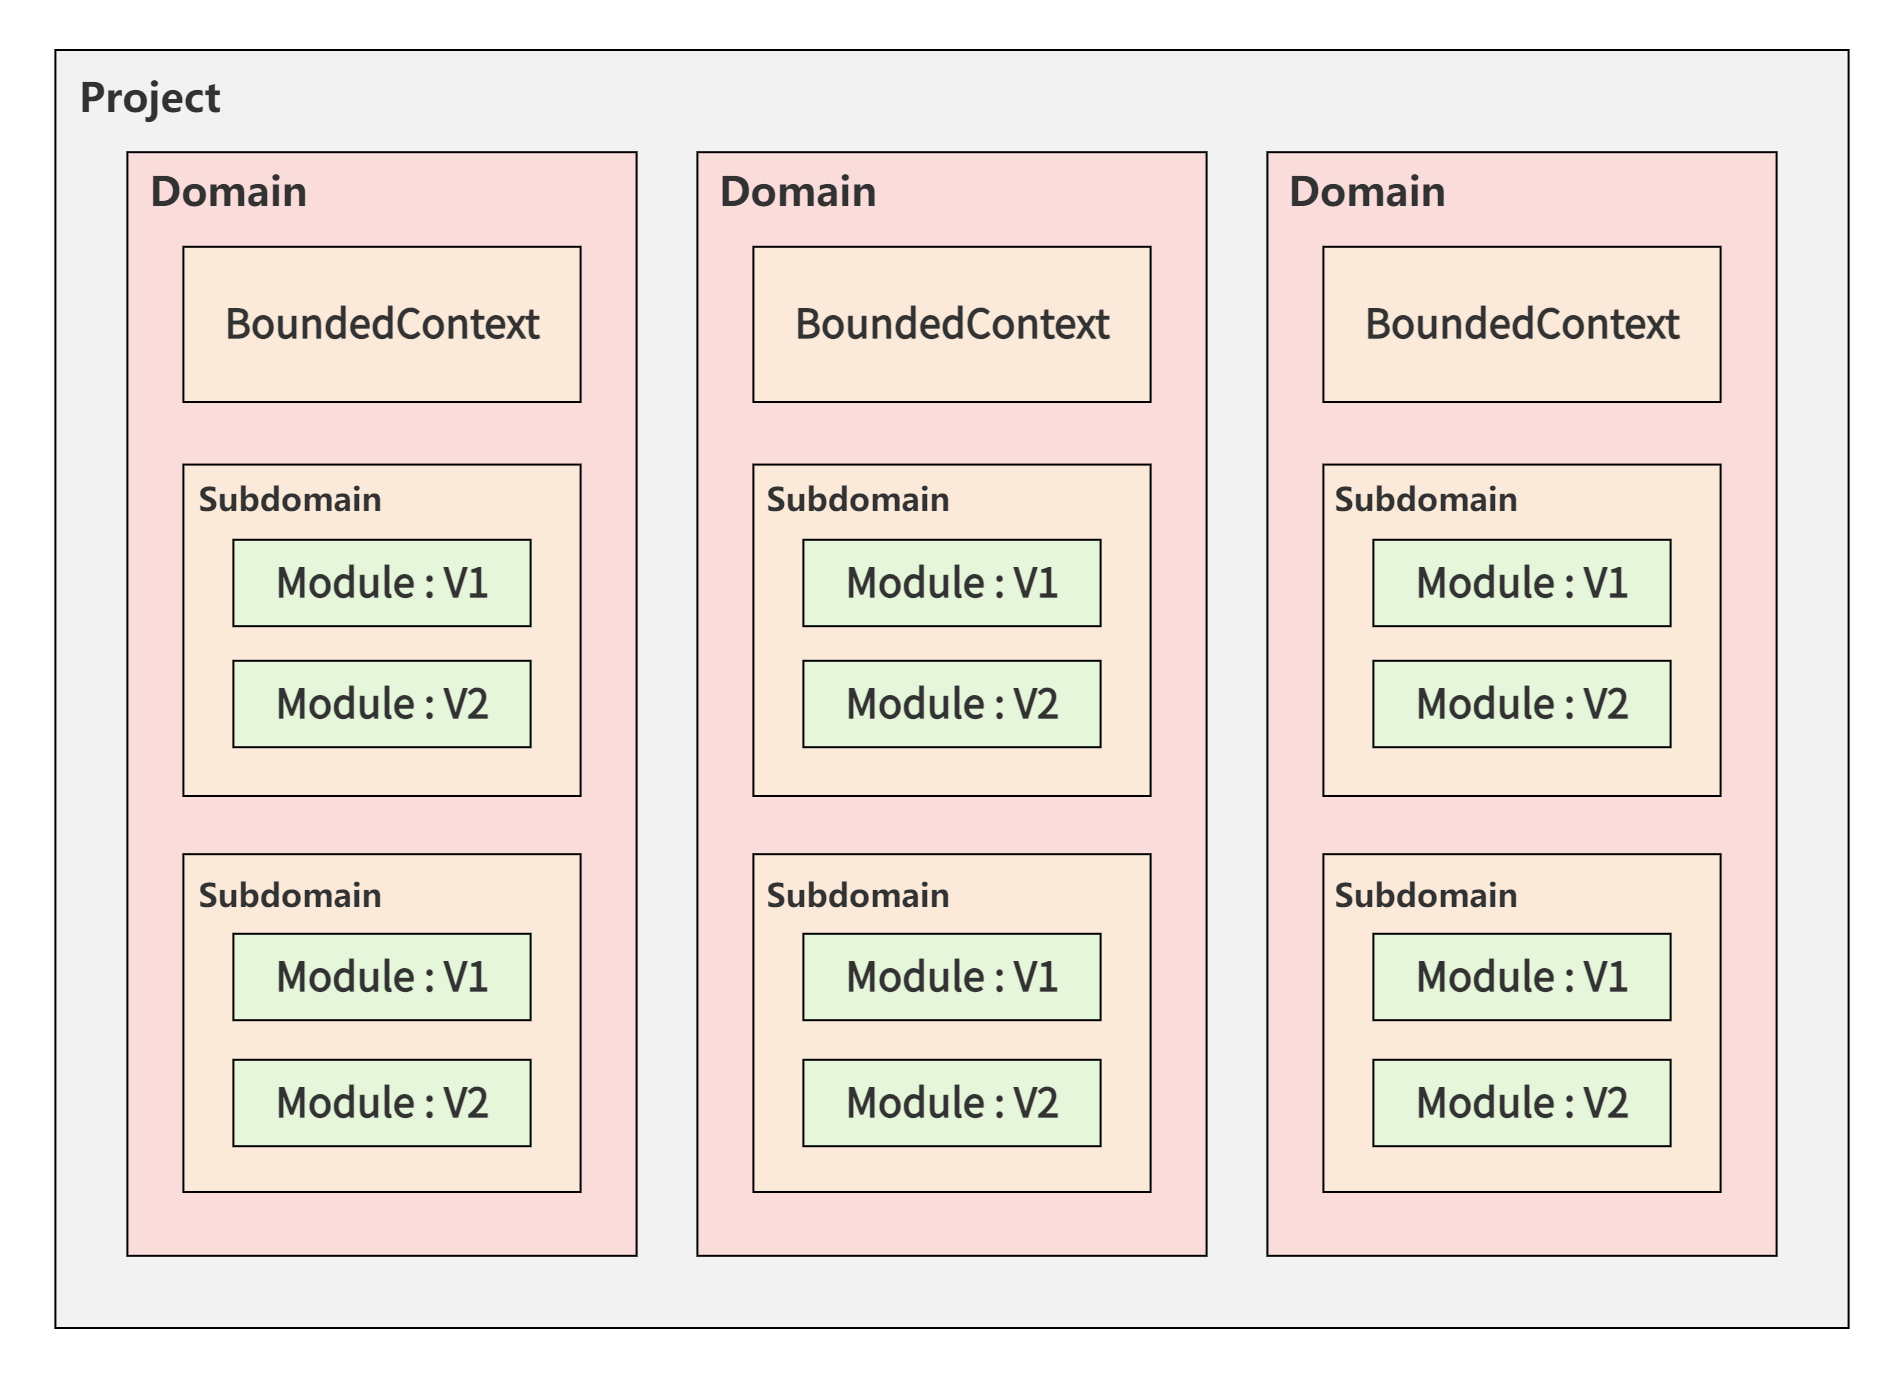 Project
Domain
BoundedContext
Subdomain
Module : V1
Module : V2
Subdomain
Module : V1
Module : V2
Domain
BoundedContext
Subdomain
Module : V1
Module : V2
Subdomain
Module : V1
Module : V2
Domain
BoundedContext
Subdomain
Module : V1
Module : V2
Subdomain
Module : V1
Module : V2